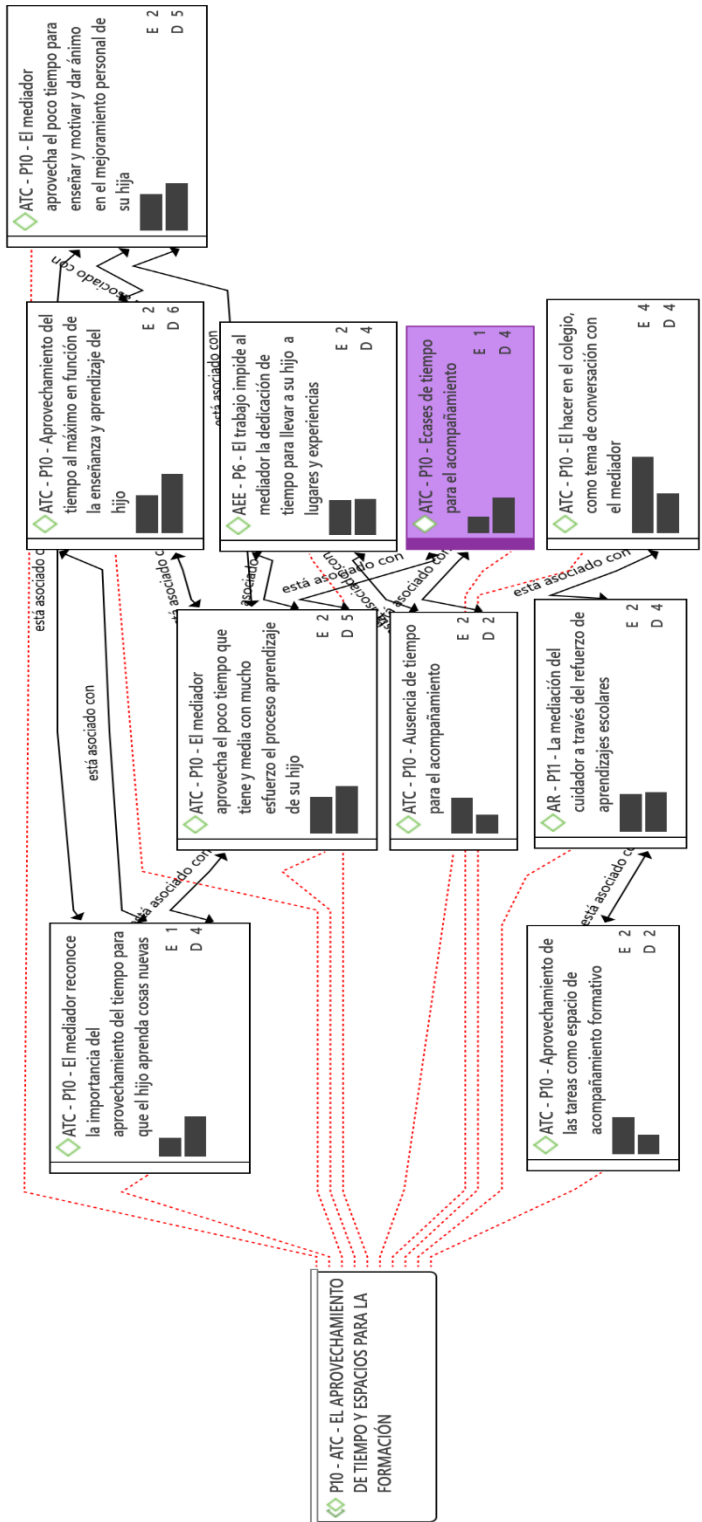 P10 - ATC - EL APROVECHAMIENTO
DE TIEMPO Y ESPACIOS PARA LA
FORMACIÓN
ATC - P10 - El mediador reconoce
la importancia del
aprovechamiento del tiempo para
que el hijo aprenda cosas nuevas
E 1
D 4
ATC - P10 - Aprovechamiento de
las tareas como espacio de
acompañamiento formativo
E 2
D 2
ATC - P10 - El mediador
aprovecha el poco tiempo que
tiene y media con mucho
esfuerzo el proceso aprendizaje
de su hijo
E 2
D 5
ATC - P10 - Ausencia de tiempo
para el acompañamiento
E 2
D 2
AR - P11 - La mediación del
cuidador a través del refuerzo de
aprendizajes escolares
E 2
D 4
ATC - P10 - Aprovechamiento del
tiempo al máximo en función de
la enseñanza y aprendizaje del
hijo
E 2
D 6
AEE - P6 - El trabajo impide al
mediador la dedicación de
tiempo para llevar a su hijo a
lugares y experiencias
E 2
D 4
ATC - P10 - Ecases de tiempo
para el acompañamiento
E 1
D 4
ATC - P10 - El hacer en el colegio,
como tema de conversación con
el mediador
E 4
D 4
ATC - P10 - El mediador
aprovecha el poco tiempo para
enseñar y motivar y dar ánimo
en el mejoramiento personal de
su hija
E 2
D 5
está asociado con
está asociado con
está asociado con
está asociado con
está asociado con
está asociado con
está asociado con
asociado con
está asociado
asociado